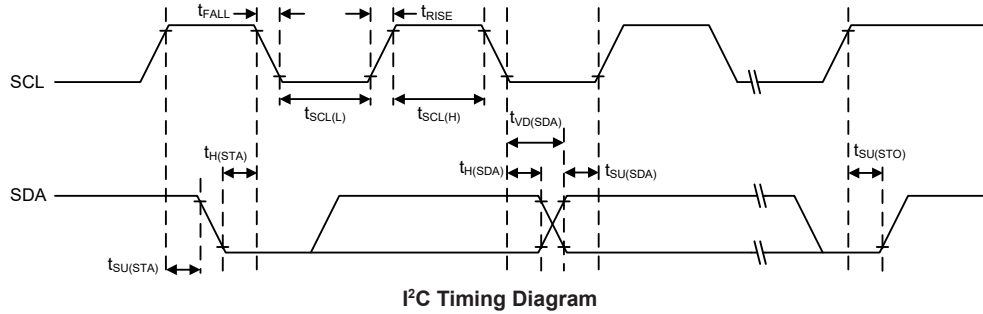 tFALL
tRISE
SCL
tSCL(L)
tSCL(H)
tVD(SDA)
tH(STA)
tH(SDA)
tSU(SDA)
tSU(STO)
SDA
tSU(STA)
I²C Timing Diagram